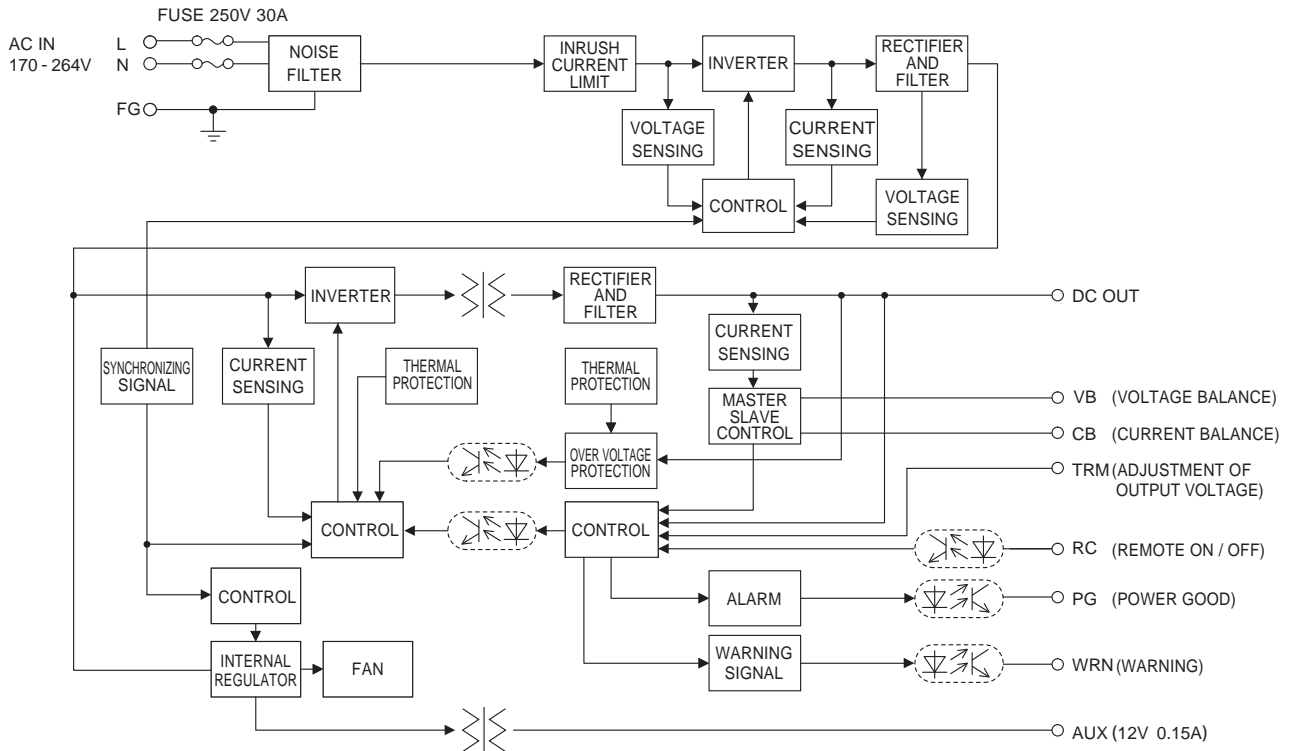 FUSE 250V 30A
AC IN
170 - 264V
L
N
FG
NOISE
FILTER
INRUSH
CURRENT
LIMIT
INVERTER
RECTIFIER
AND
FILTER
VOLTAGE
SENSING
CURRENT
SENSING
CONTROL
VOLTAGE
SENSING
INVERTER
RECTIFIER
AND
FILTER
DC OUT
SYNCHRONIZING
SIGNAL
CURRENT
SENSING
THERMAL
PROTECTION
THERMAL
PROTECTION
CURRENT
SENSING
MASTER
SLAVE
CONTROL
VB (VOLTAGE BALANCE)
CB (CURRENT BALANCE)
OVER VOLTAGE
PROTECTION
TRM (ADJUSTMENT OF
OUTPUT VOLTAGE)
CONTROL
CONTROL
RC (REMOTE ON / OFF)
CONTROL
ALARM
PG (POWER GOOD)
INTERNAL
REGULATOR
FAN
WARNING
SIGNAL
WRN (WARNING)
AUX (12V 0.15A)